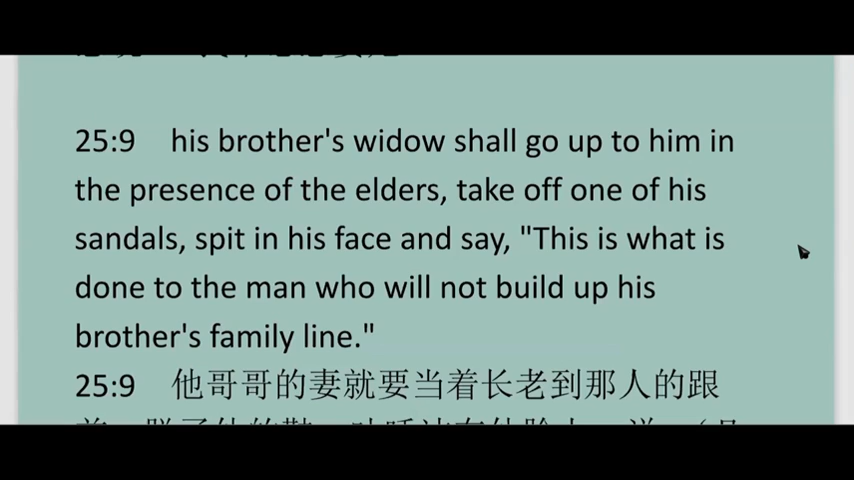 25:9 his brother's widow shall go up to him in
the presence of the elders, take off one of his
sandals, spit in his face and say, "This is what is
done to the man who will not build up his
brother's family line."
25:9 他哥哥的妻就要当着长老到那人的跟